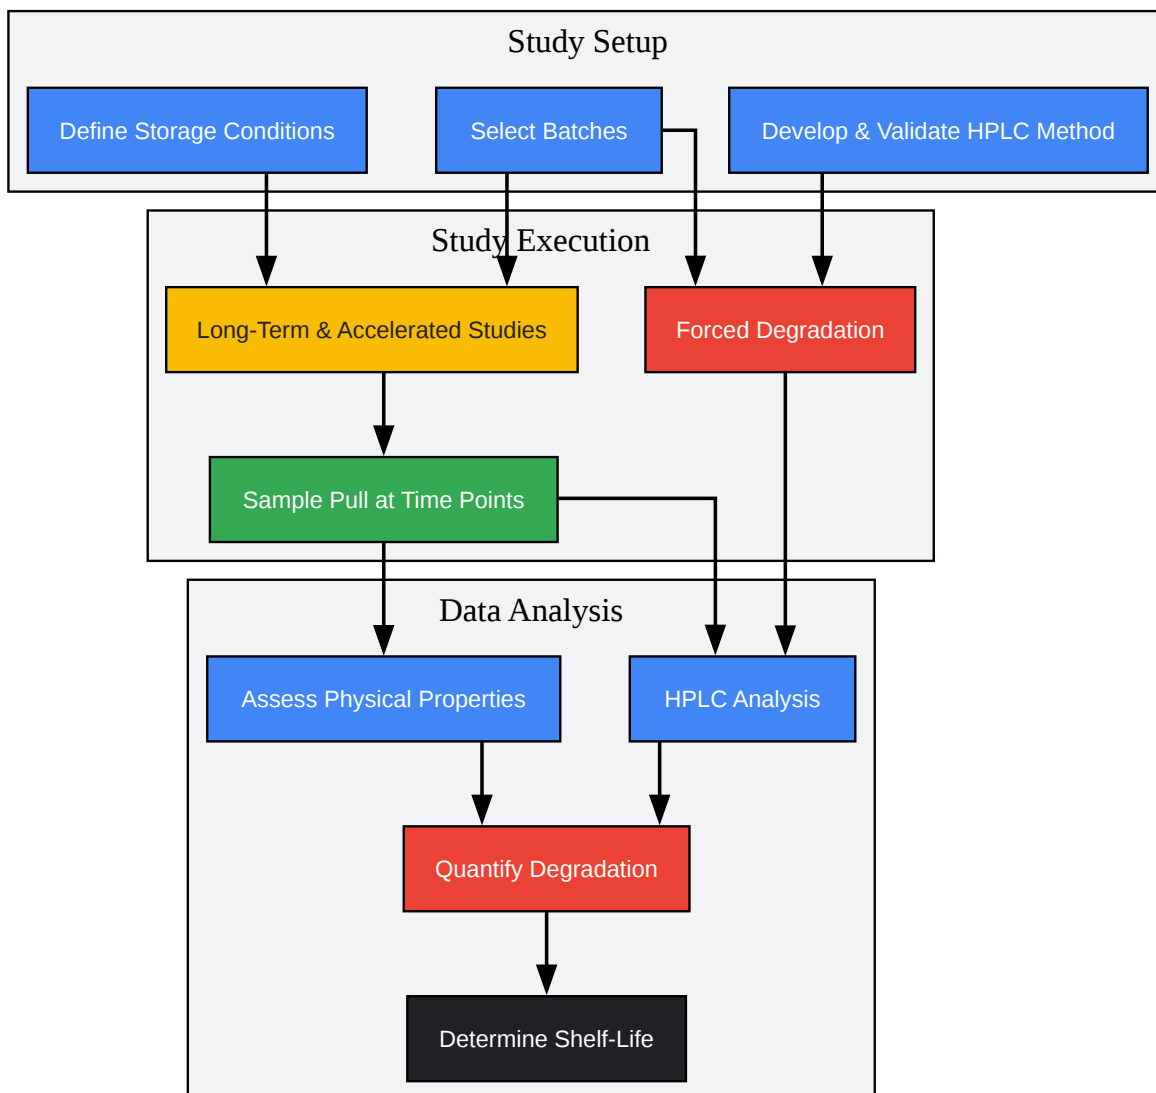 Study Setup
Define Storage Conditions
Select Batches
Develop & Validate HPLC Method
Study Execution
Long-Term & Accelerated Studies
Forced Degradation
Sample Pull at Time Points
Data Analysis
Assess Physical Properties
HPLC Analysis
Quantify Degradation
Determine Shelf-Life